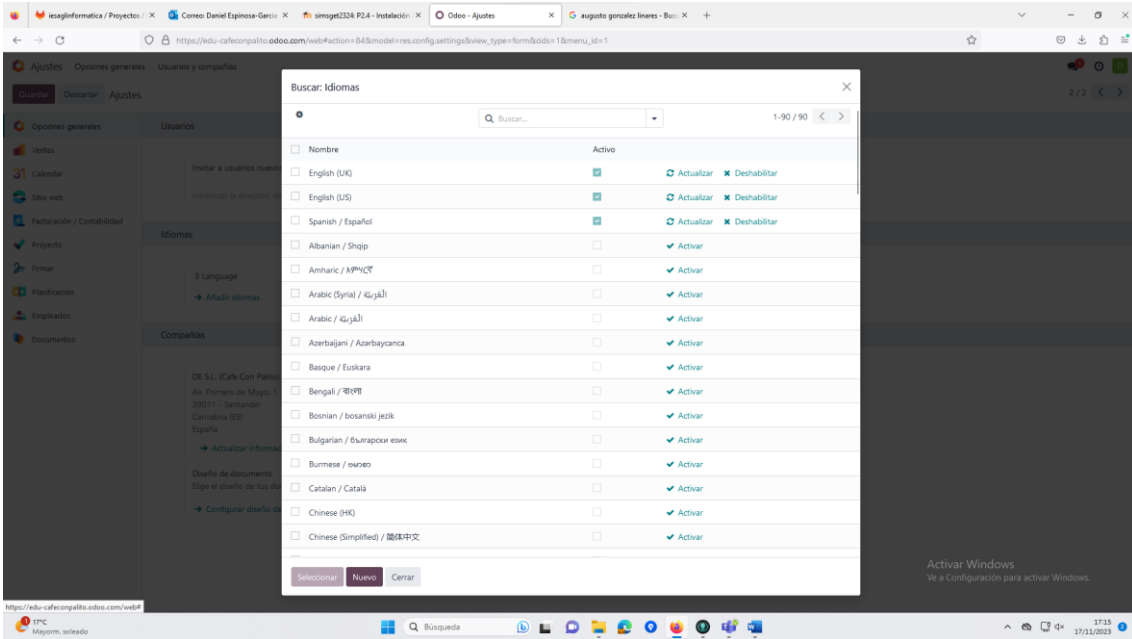 iesaglinformatica / Proyectos / Correo: Daniel Espinosa-Garcia simsget2324: P2.4 - Instalación Odoo - Ajustes augusto gonzalez linares - Bus
https://edu-cafeconpalito.odoo.com/web#action=84&model=res.config.settings&view_type=form&cids=1&menu_id=1
Ajustes Opciones generales Usuarios y compañías
Guardar Descartar Ajustes 2 / 2
Opciones generales
Ventas
Calendar
Sitio web
Facturación / Contabilidad
Proyecto
Firmar
Planificación
Empleados
Documentos
Usuarios
Invitar a usuarios nuevos
Introducir la dirección de
Idiomas
3 Language
Añadir idiomas
Compañías
DE S.L. (Cafe Con Palito)
Av. Primero de Mayo, 1
39011 – Santander
Cantabria (ES)
España
Actualizar informac
Diseño de documento
Elige el diseño de tus do
Configurar diseño de
Buscar: Idiomas
Buscar... 1-90 / 90
Nombre Activo
English (UK) Actualizar Deshabilitar
English (US) Actualizar Deshabilitar
Spanish / Español Actualizar Deshabilitar
Albanian / Shqip Activar
Amharic / አምሃርኛ Activar
Arabic (Syria) / الْعَرَبيّة Activar
Arabic / الْعَرَبيّة Activar
Azerbaijani / Azərbaycanca Activar
Basque / Euskara Activar
Bengali / বাংলা Activar
Bosnian / bosanski jezik Activar
Bulgarian / български език Activar
Burmese / ဗမာစာ Activar
Catalan / Català Activar
Chinese (HK) Activar
Chinese (Simplified) / 简体中文 Activar
Seleccionar Nuevo Cerrar
Activar Windows
Ve a Configuración para activar Windows.
https://edu-cafeconpalito.odoo.com/web#
17°C
Mayorm. soleado
Búsqueda
17:15
17/11/2023